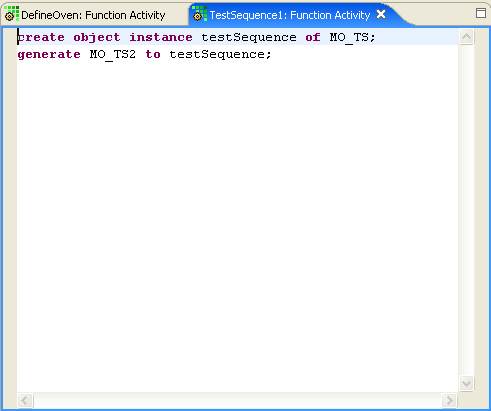 DefineOven: Function Activity
TestSequence1: Function Activity
create object instance testSequence of MO_TS;
generate MO_TS2 to testSequence;